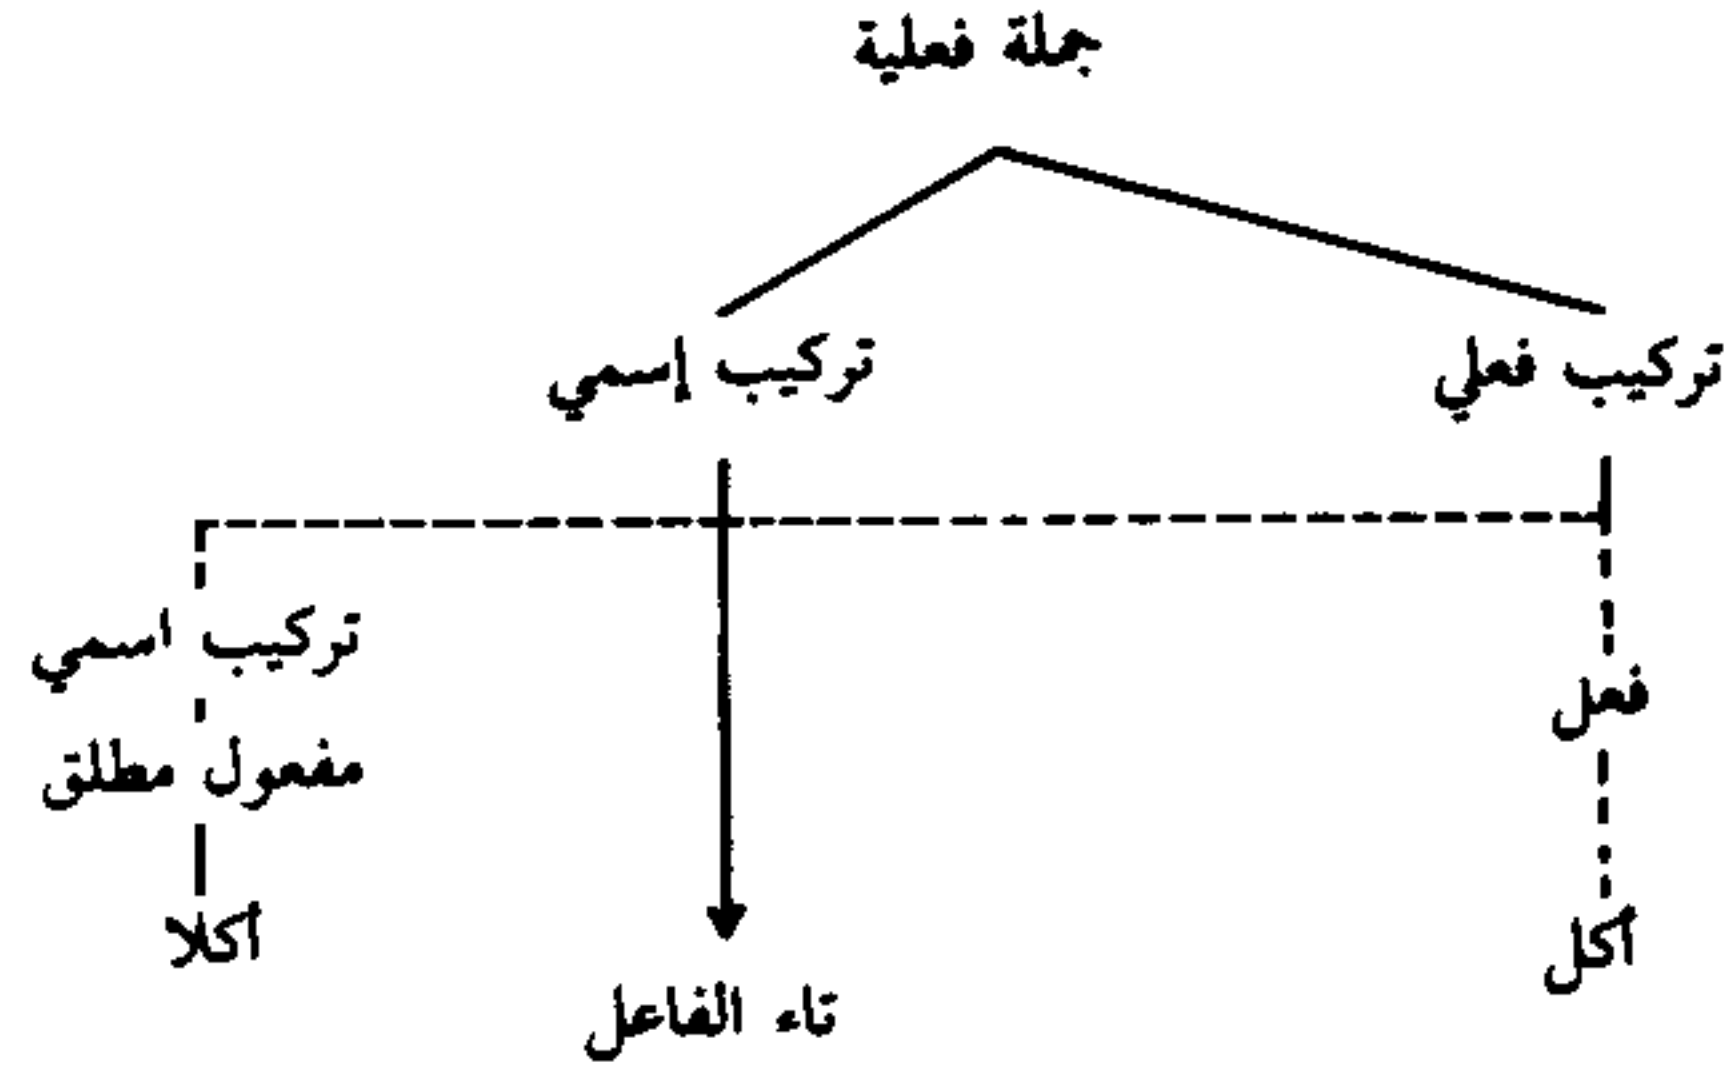 جملة فعلية
تركيب فعلي
تركيب إسمي
تركيب اسمي
فعل
مفعول مطلق
أكل
أكلا
تاء الفاعل